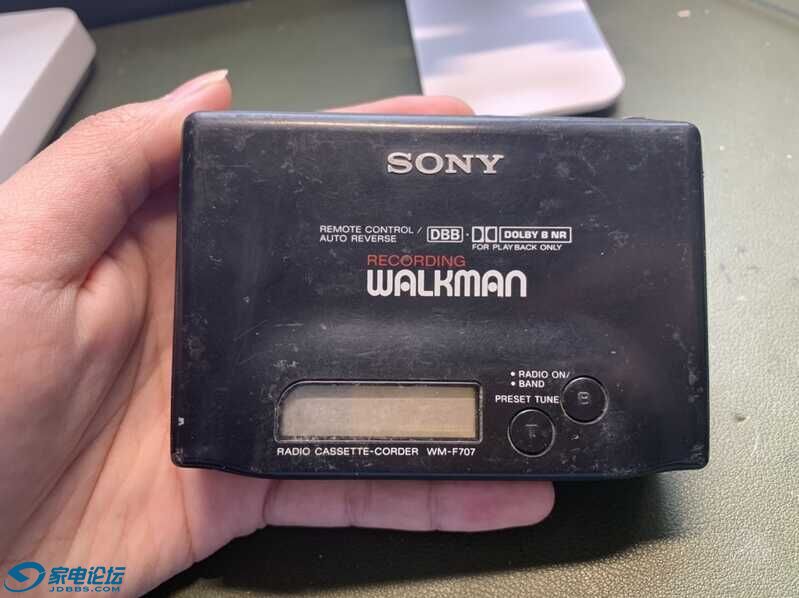 SONY
REMOTE CONTROL /
AUTO REVERSE
DBB · DOLBY B NR
FOR PLAYBACK ONLY
RECORDING
WALKMAN
• RADIO ON/
• BAND
PRESET TUNE
B
T
RADIO CASSETTE-CORDER WM-F707
家电论坛
JDBBS.COM